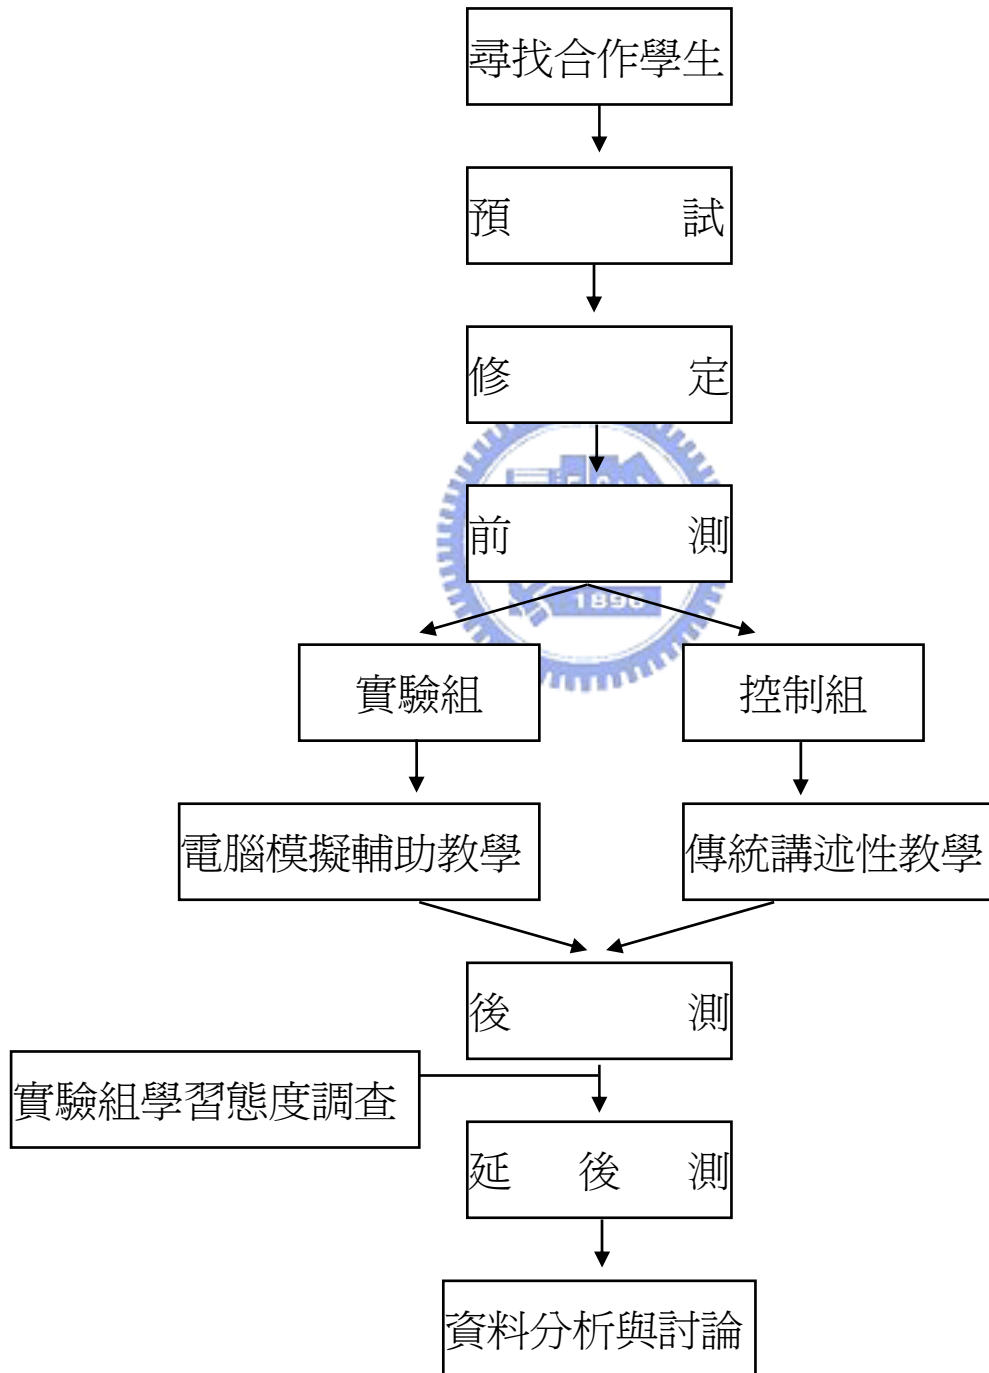 尋找合作學生
預 試
修 定
前 測
1896
實驗組
控制組
電腦模擬輔助教學
傳統講述性教學
後 測
實驗組學習態度調查
延 後 測
資料分析與討論